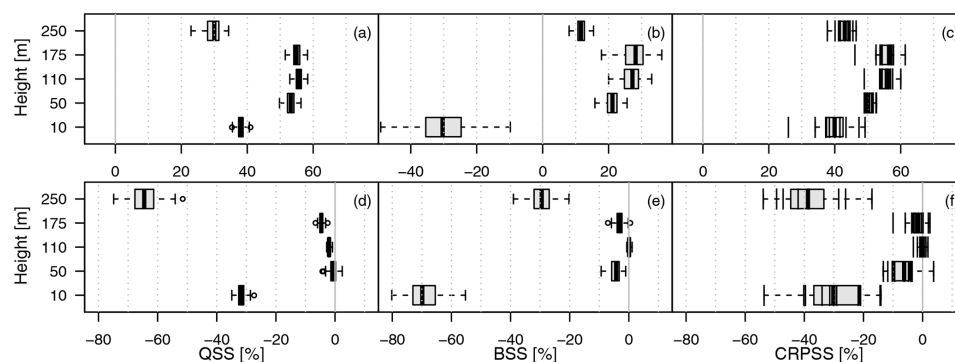 Height [m]
250
175
110
50
10
(a)
(b)
(c)
0 20 40 60
−40 −20 0 20
0 20 40 60
Height [m]
250
175
110
50
10
(d)
(e)
(f
−80 −60 −40 −20 0
−80 −60 −40 −20 0
−80 −60 −40 −20 0
QSS [%]
BSS [%]
CRPSS [%]